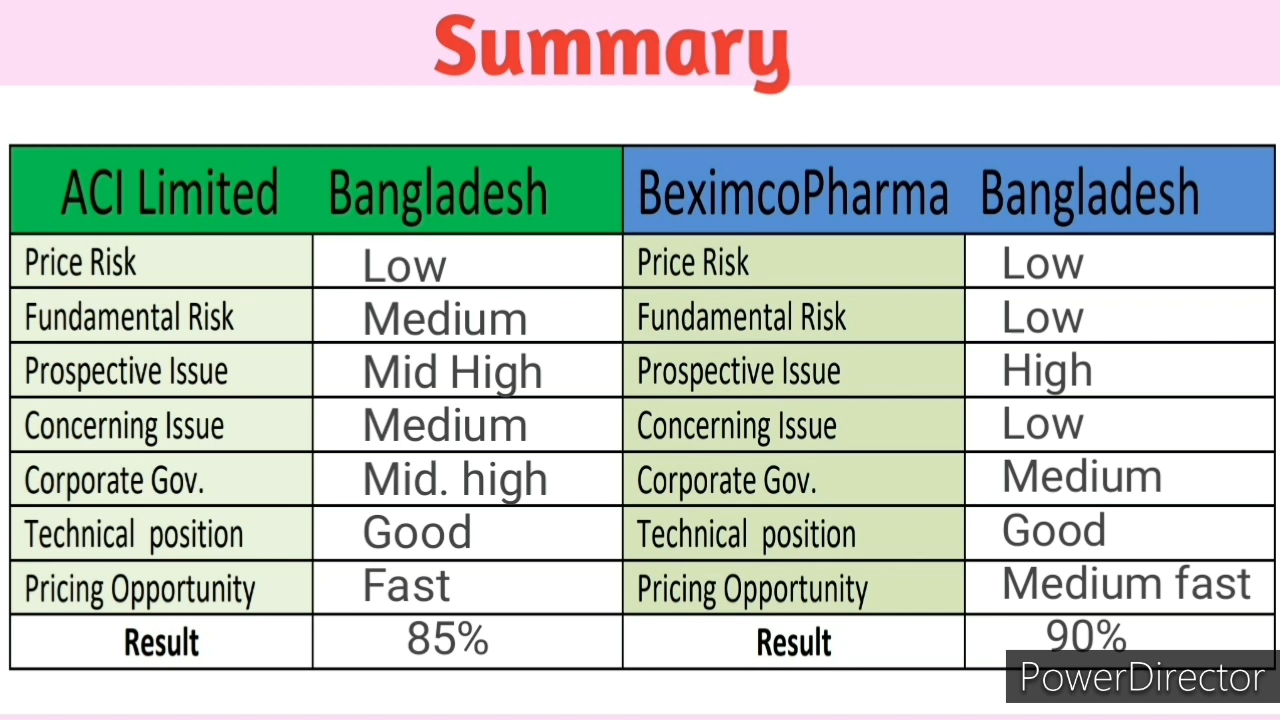 Summary
ACI Limited Bangladesh BeximcoPharma Bangladesh
Price Risk Low Price Risk Low
Fundamental Risk Medium Fundamental Risk Low
Prospective Issue Mid High Prospective Issue High
Concerning Issue Medium Concerning Issue Low
Corporate Gov. Mid. high Corporate Gov. Medium
Technical position Good Technical position Good
Pricing Opportunity Fast Pricing Opportunity Medium fast
Result 85% Result 90%
PowerDirector